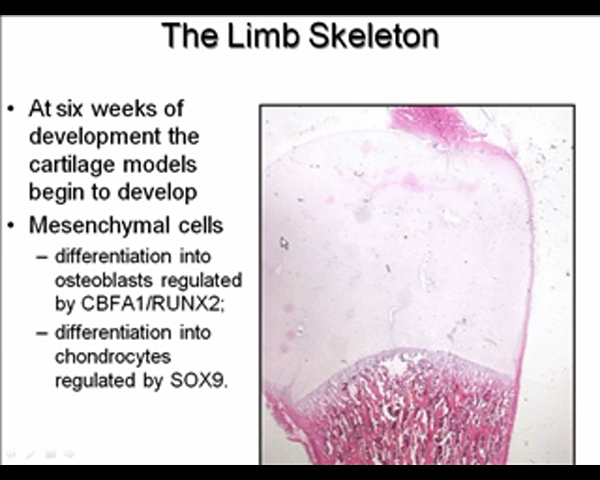 The Limb Skeleton
• At six weeks of
development the
cartilage models
begin to develop
• Mesenchymal cells
– differentiation into
osteoblasts regulated
by CBFA1/RUNX2;
– differentiation into
chondrocytes
regulated by SOX9.